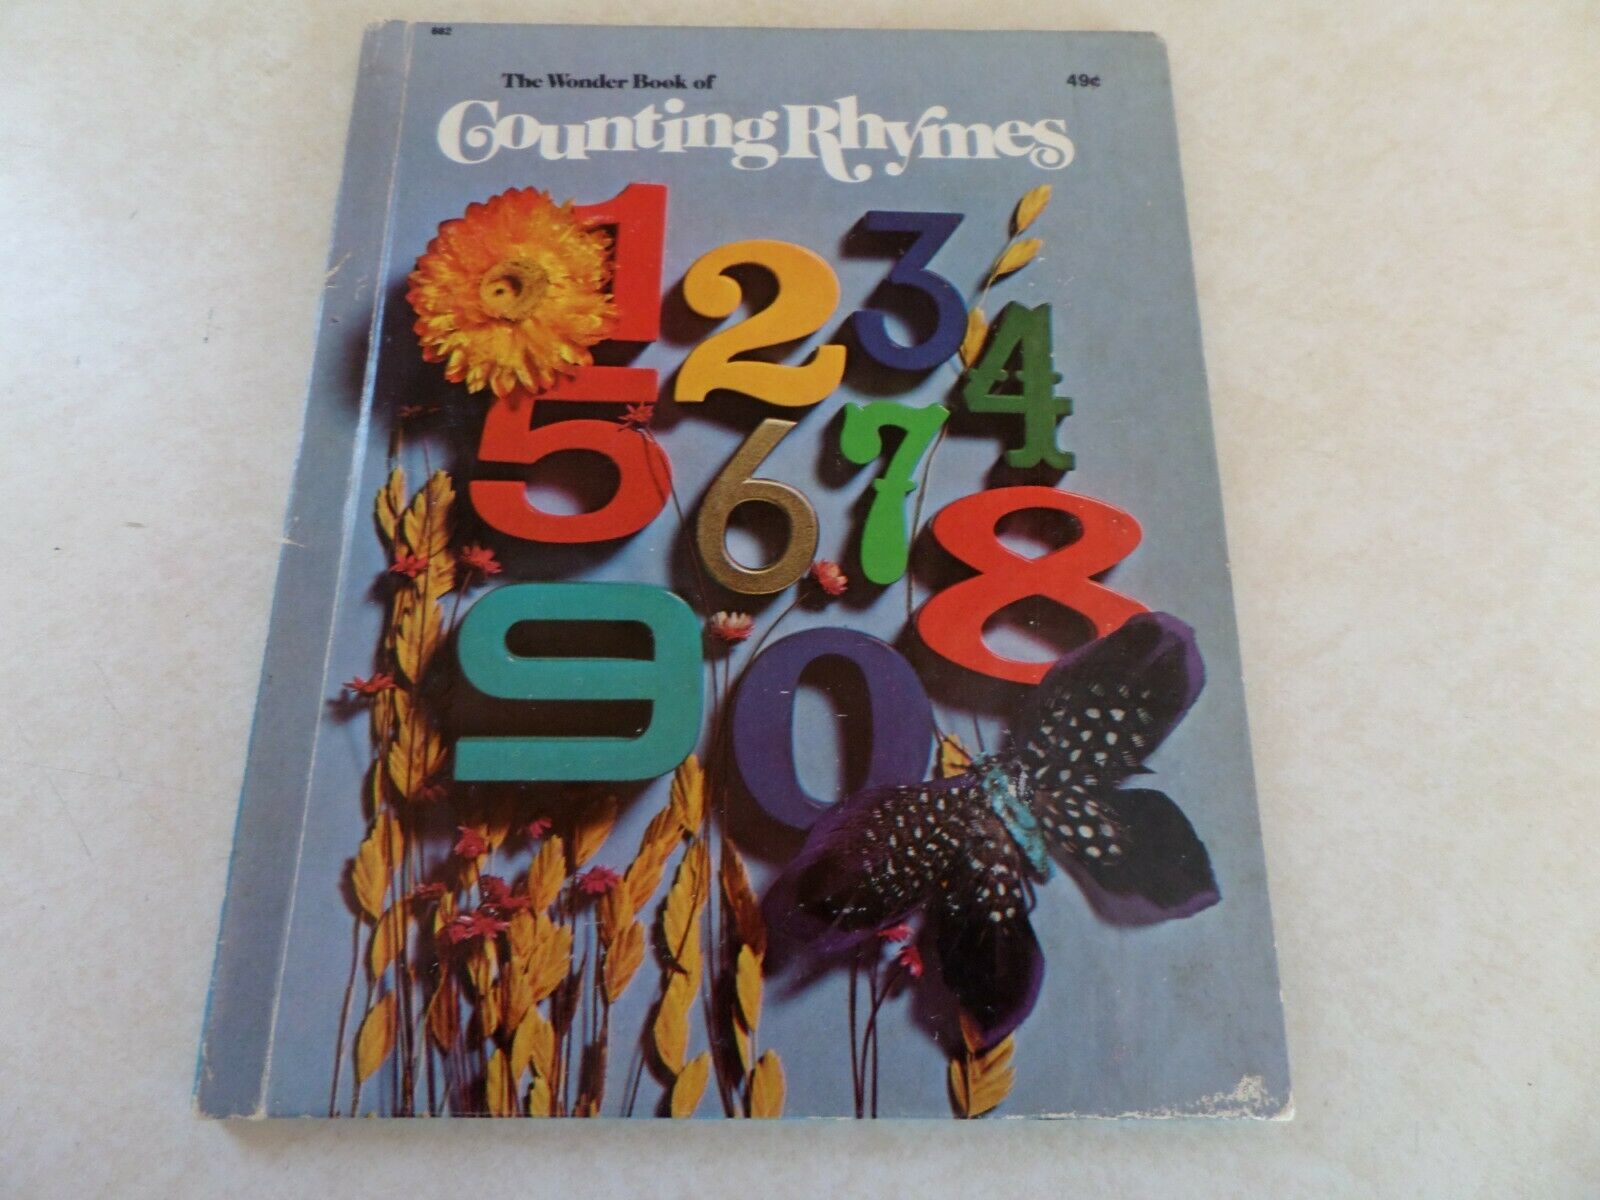 882
The Wonder Book of
49¢
Counting Rhymes
1 2 3 4
5 6 7 8
9 0